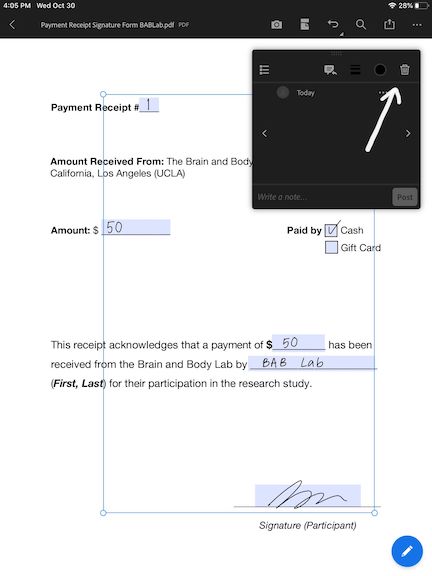 4:05 PM Wed Oct 30 28%
Payment Receipt Signature Form BABLab.pdf PDF
Today
Payment Receipt # 1
Amount Received From: The Brain and Body
California, Los Angeles (UCLA)
Write a note... Post
Amount: $ 50 Paid by Cash
Gift Card
This receipt acknowledges that a payment of $ 50 has been
received from the Brain and Body Lab by BAB Lab
(First, Last) for their participation in the research study.
Signature (Participant)